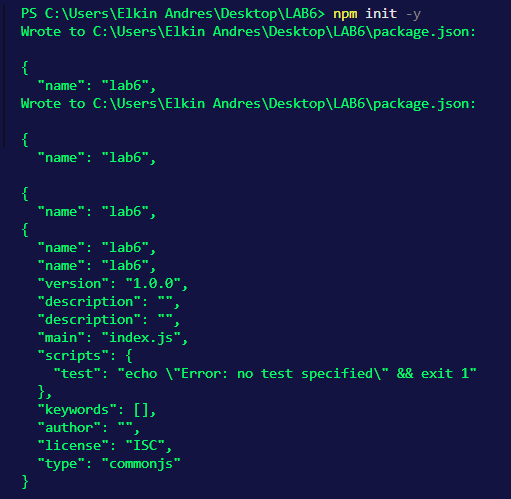 PS C:\Users\Elkin Andres\Desktop\LAB6> npm init -y
Wrote to C:\Users\Elkin Andres\Desktop\LAB6\package.json:
{
"name": "lab6",
Wrote to C:\Users\Elkin Andres\Desktop\LAB6\package.json:
{
"name": "lab6",
{
"name": "lab6",
{
"name": "lab6",
"name": "lab6",
"version": "1.0.0",
"description": "",
"description": "",
"main": "index.js",
"scripts": {
"test": "echo \"Error: no test specified\" && exit 1"
},
"keywords": [],
"author": "",
"license": "ISC",
"type": "commonjs"
}